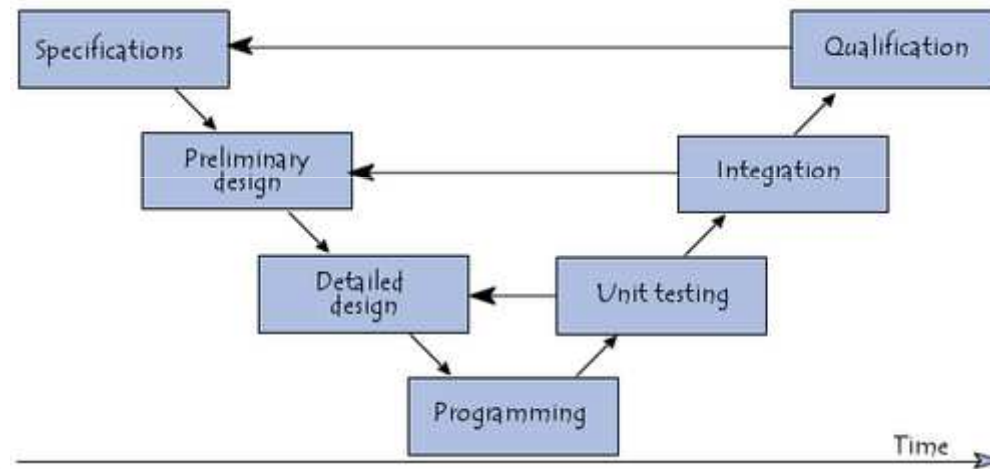 Specifications
Qualification
Preliminary
design
Integration
Detailed
design
Unit testing
Programming
Time